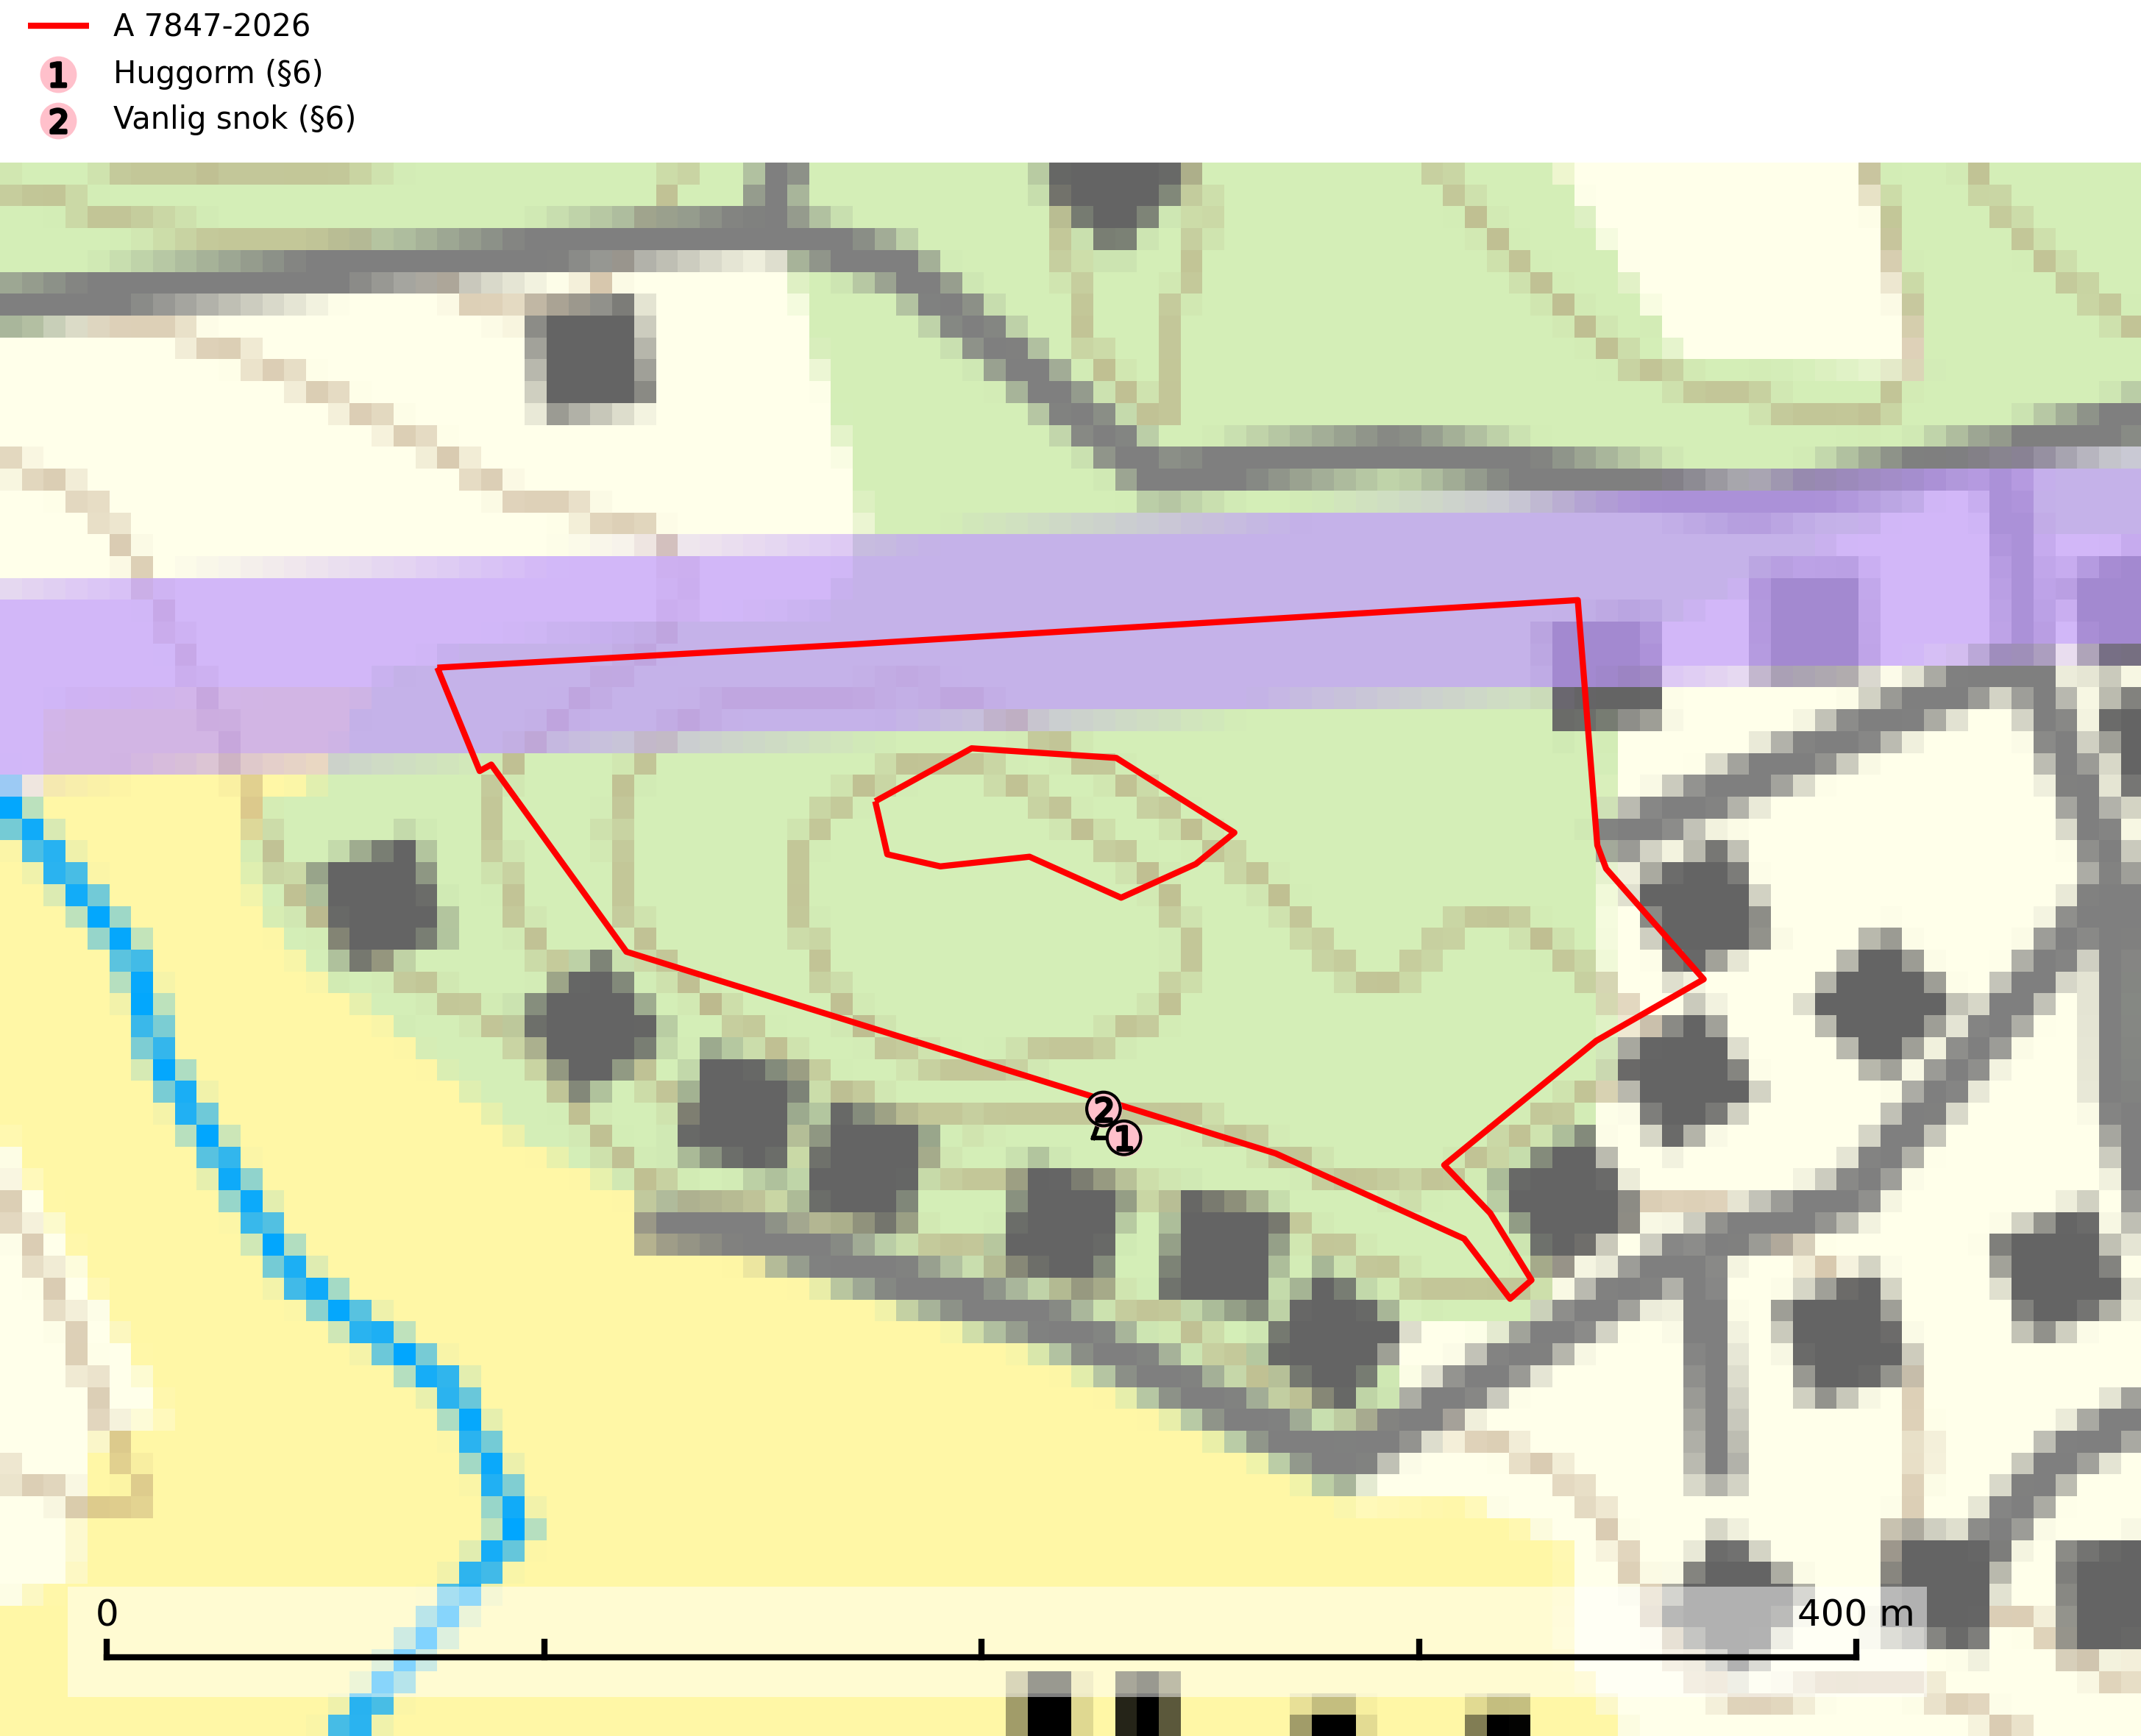 A 7847-2026
1 Huggorm (§6)
2 Vanlig snok (§6)
2
1
0 400 m